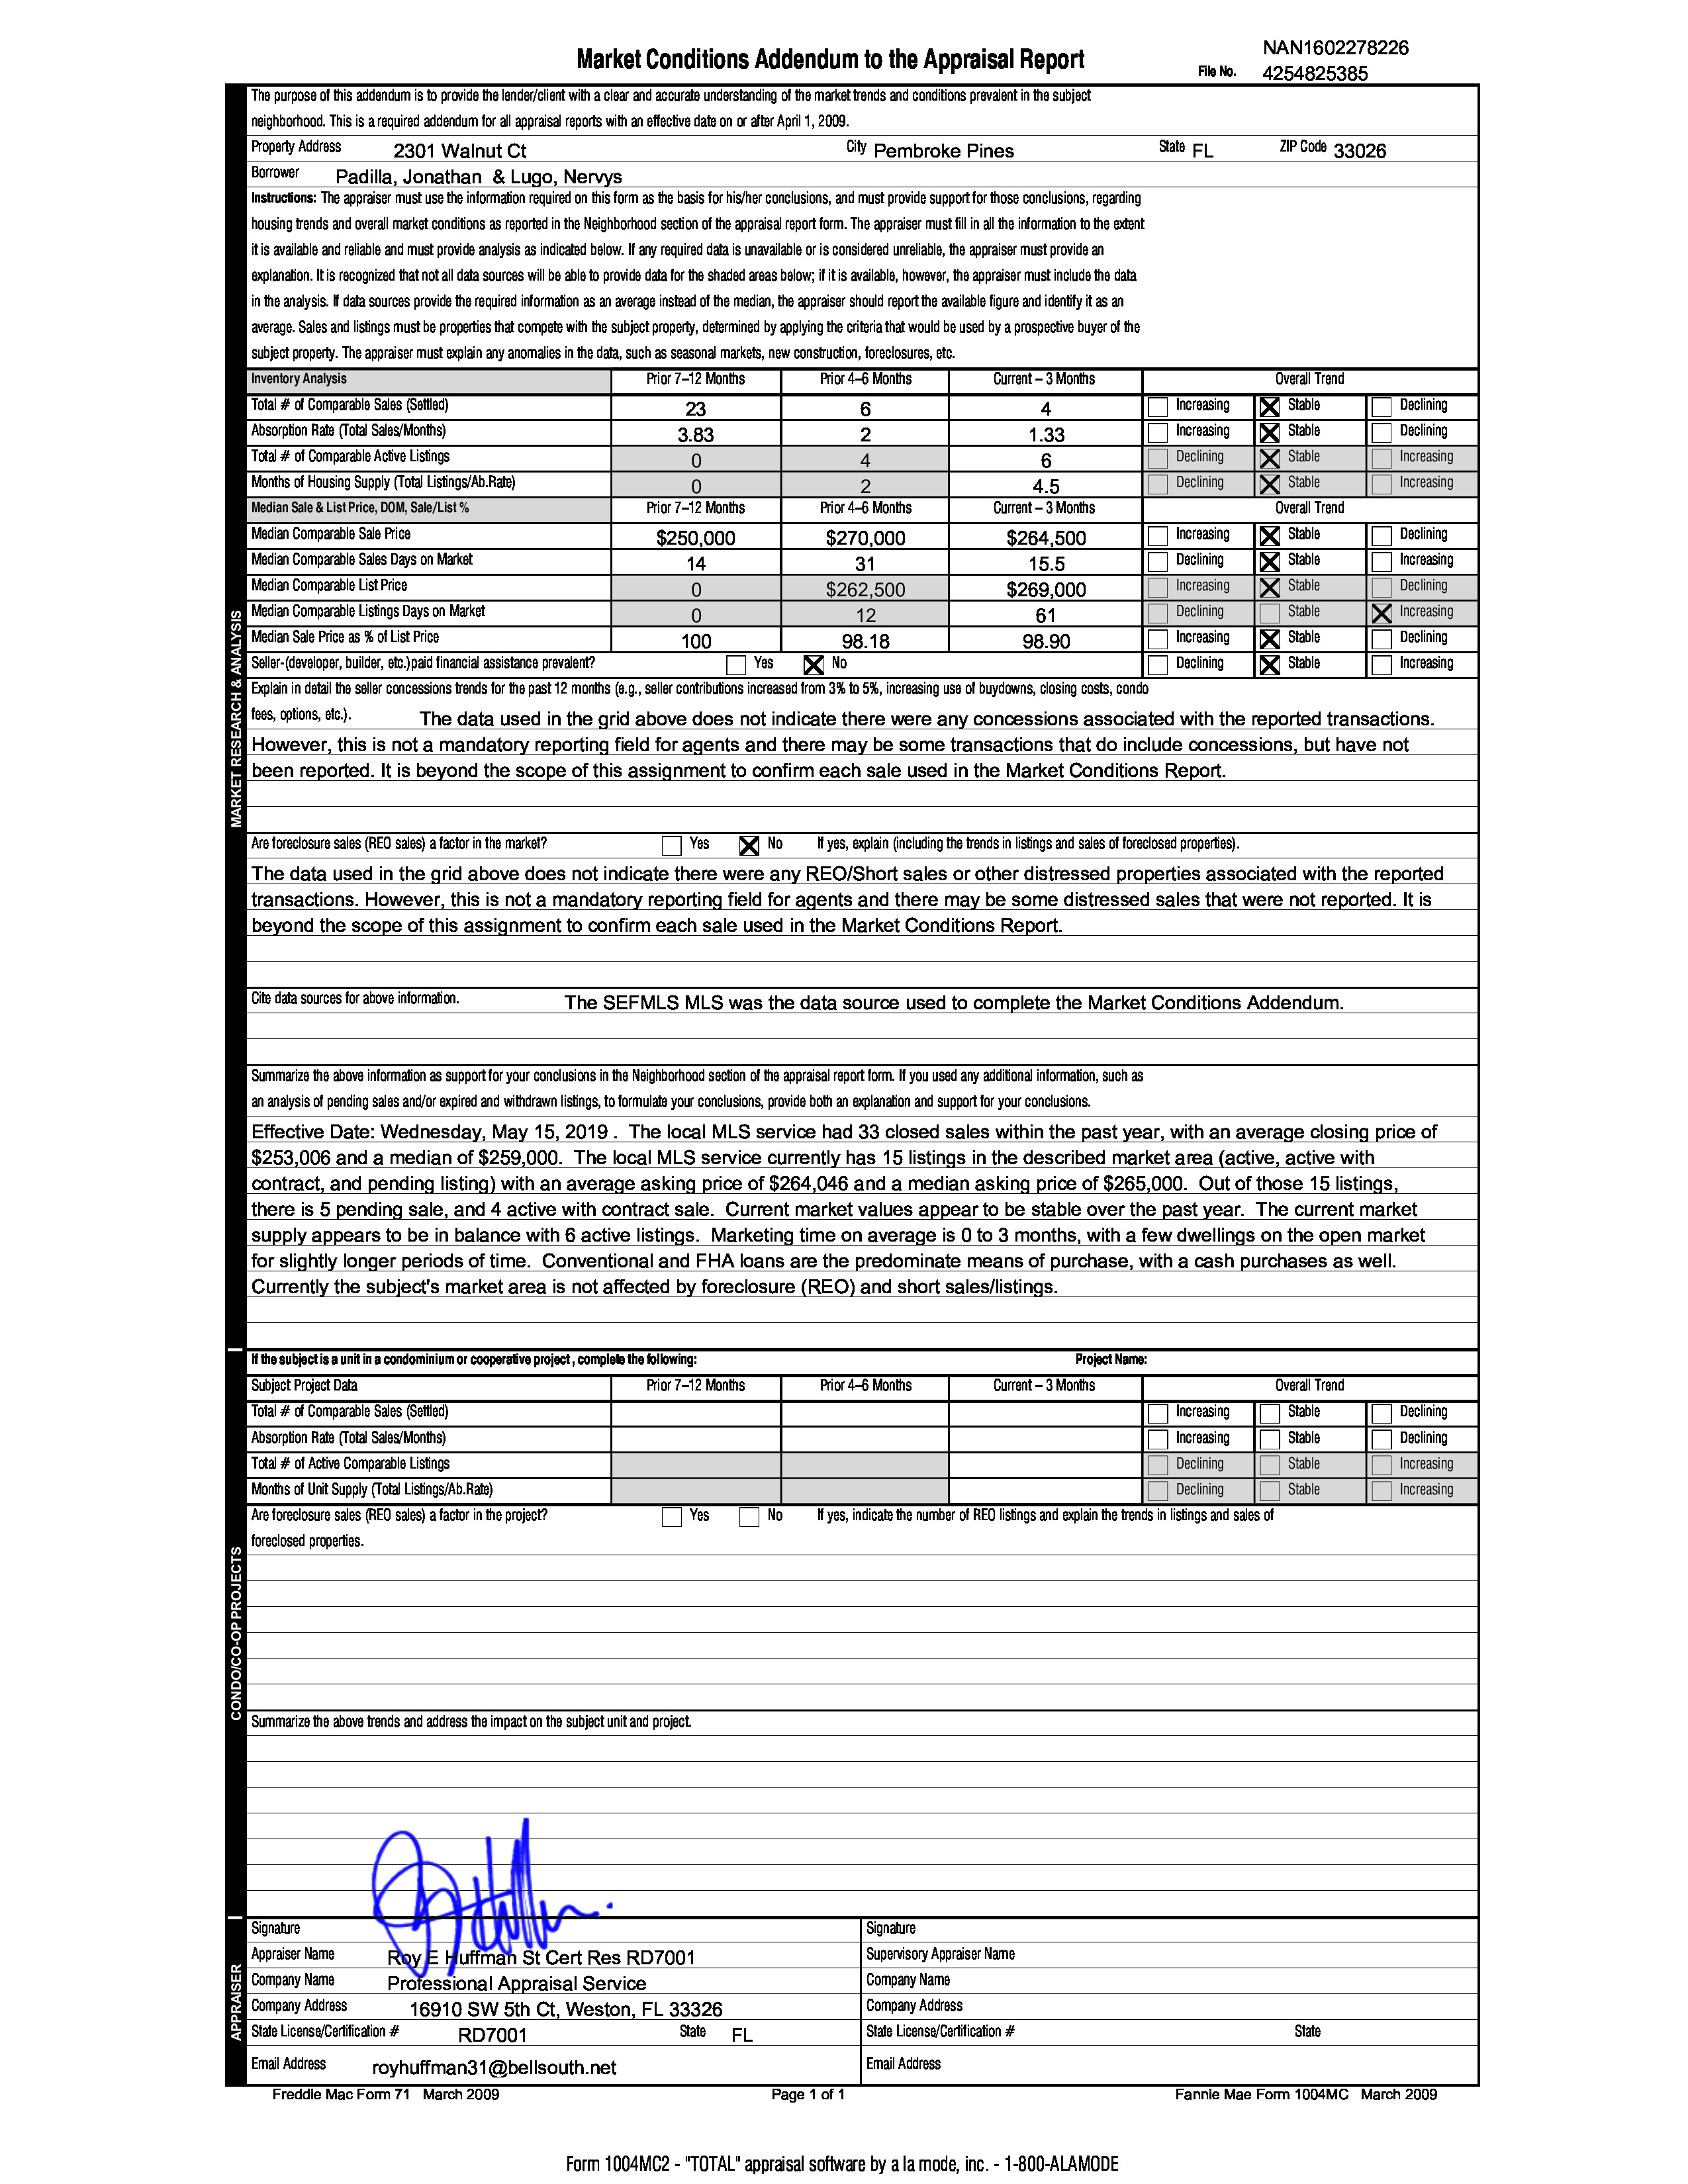 Market Conditions Addendum to the Appraisal Report
NAN1602278226
File No. 4254825385
The purpose of this addendum is to provide the lender/client with a clear and accurate understanding of the market trends and conditions prevalent in the subject
neighborhood. This is a required addendum for all appraisal reports with an effective date on or after April 1, 2009.
Property Address 2301 Walnut Ct City Pembroke Pines State FL ZIP Code 33026
Borrower Padilla, Jonathan & Lugo, Nervys
Instructions: The appraiser must use the information required on this form as the basis for his/her conclusions, and must provide support for those conclusions, regarding
housing trends and overall market conditions as reported in the Neighborhood section of the appraisal report form. The appraiser must fill in all the information to the extent
it is available and reliable and must provide analysis as indicated below. If any required data is unavailable or is considered unreliable, the appraiser must provide an
explanation. It is recognized that not all data sources will be able to provide data for the shaded areas below; if it is available, however, the appraiser must include the data
in the analysis. If data sources provide the required information as an average instead of the median, the appraiser should report the available figure and identify it as an
average. Sales and listings must be properties that compete with the subject property, determined by applying the criteria that would be used by a prospective buyer of the
subject property. The appraiser must explain any anomalies in the data, such as seasonal markets, new construction, foreclosures, etc.
MARKET RESEARCH & ANALYSIS
Inventory Analysis Prior 7–12 Months Prior 4–6 Months Current – 3 Months Overall Trend
Total # of Comparable Sales (Settled) 23 6 4 Increasing X Stable Declining
Absorption Rate (Total Sales/Months) 3.83 2 1.33 Increasing X Stable Declining
Total # of Comparable Active Listings 0 4 6 Declining X Stable Increasing
Months of Housing Supply (Total Listings/Ab.Rate) 0 2 4.5 Declining X Stable Increasing
Median Sale & List Price, DOM, Sale/List % Prior 7–12 Months Prior 4–6 Months Current – 3 Months Overall Trend
Median Comparable Sale Price $250,000 $270,000 $264,500 Increasing X Stable Declining
Median Comparable Sales Days on Market 14 31 15.5 Declining X Stable Increasing
Median Comparable List Price 0 $262,500 $269,000 Increasing X Stable Declining
Median Comparable Listings Days on Market 0 12 61 Declining Stable X Increasing
Median Sale Price as % of List Price 100 98.18 98.90 Increasing X Stable Declining
Seller-(developer, builder, etc.)paid financial assistance prevalent? Yes X No Declining X Stable Increasing
Explain in detail the seller concessions trends for the past 12 months (e.g., seller contributions increased from 3% to 5%, increasing use of buydowns, closing costs, condo
fees, options, etc.). The data used in the grid above does not indicate there were any concessions associated with the reported transactions.
However, this is not a mandatory reporting field for agents and there may be some transactions that do include concessions, but have not
been reported. It is beyond the scope of this assignment to confirm each sale used in the Market Conditions Report.
Are foreclosure sales (REO sales) a factor in the market? Yes X No If yes, explain (including the trends in listings and sales of foreclosed properties).
The data used in the grid above does not indicate there were any REO/Short sales or other distressed properties associated with the reported
transactions. However, this is not a mandatory reporting field for agents and there may be some distressed sales that were not reported. It is
beyond the scope of this assignment to confirm each sale used in the Market Conditions Report.
Cite data sources for above information. The SEFMLS MLS was the data source used to complete the Market Conditions Addendum.
Summarize the above information as support for your conclusions in the Neighborhood section of the appraisal report form. If you used any additional information, such as
an analysis of pending sales and/or expired and withdrawn listings, to formulate your conclusions, provide both an explanation and support for your conclusions.
Effective Date: Wednesday, May 15, 2019 . The local MLS service had 33 closed sales within the past year, with an average closing price of
$253,006 and a median of $259,000. The local MLS service currently has 15 listings in the described market area (active, active with
contract, and pending listing) with an average asking price of $264,046 and a median asking price of $265,000. Out of those 15 listings,
there is 5 pending sale, and 4 active with contract sale. Current market values appear to be stable over the past year. The current market
supply appears to be in balance with 6 active listings. Marketing time on average is 0 to 3 months, with a few dwellings on the open market
for slightly longer periods of time. Conventional and FHA loans are the predominate means of purchase, with a cash purchases as well.
Currently the subject's market area is not affected by foreclosure (REO) and short sales/listings.
CONDO/CO-OP PROJECTS
If the subject is a unit in a condominium or cooperative project , complete the following: Project Name:
Subject Project Data Prior 7–12 Months Prior 4–6 Months Current – 3 Months Overall Trend
Total # of Comparable Sales (Settled) Increasing Stable Declining
Absorption Rate (Total Sales/Months) Increasing Stable Declining
Total # of Active Comparable Listings Declining Stable Increasing
Months of Unit Supply (Total Listings/Ab.Rate) Declining Stable Increasing
Are foreclosure sales (REO sales) a factor in the project? Yes No If yes, indicate the number of REO listings and explain the trends in listings and sales of
foreclosed properties.
Summarize the above trends and address the impact on the subject unit and project.
APPRAISER
Signature Signature
Appraiser Name Roy E Huffman St Cert Res RD7001 Supervisory Appraiser Name
Company Name Professional Appraisal Service Company Name
Company Address 16910 SW 5th Ct, Weston, FL 33326 Company Address
State License/Certification # RD7001 State FL State License/Certification # State
Email Address royhuffman31@bellsouth.net Email Address
Freddie Mac Form 71 March 2009 Page 1 of 1 Fannie Mae Form 1004MC March 2009
Form 1004MC2 - "TOTAL" appraisal software by a la mode, inc. - 1-800-ALAMODE